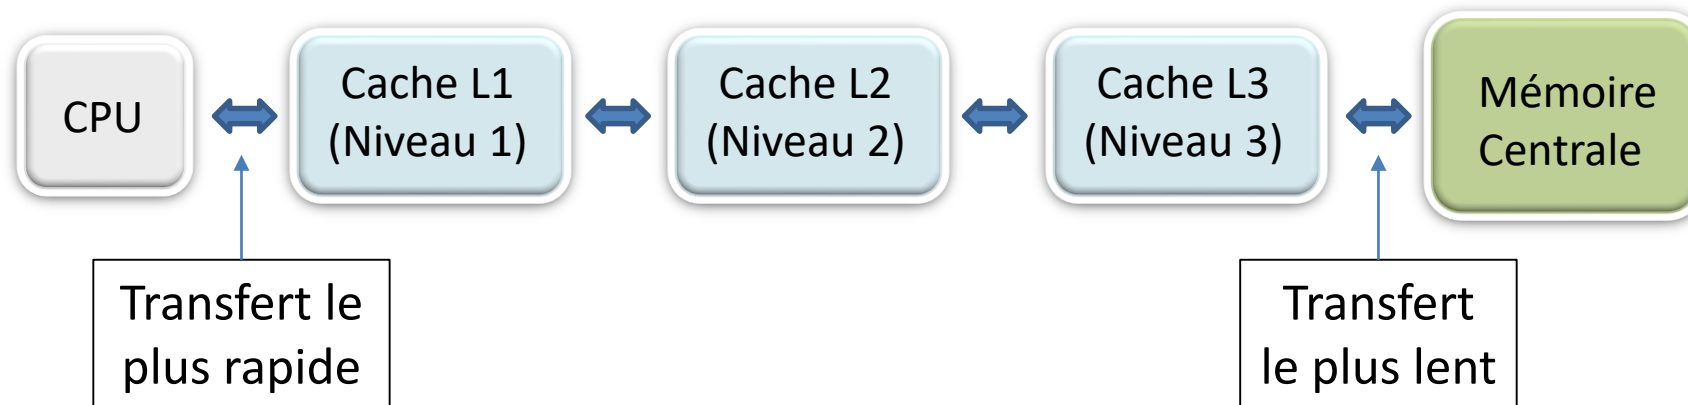 CPU
Cache L1
(Niveau 1)
Cache L2
(Niveau 2)
Cache L3
(Niveau 3)
Mémoire
Centrale
Transfert le
plus rapide
Transfert
le plus lent